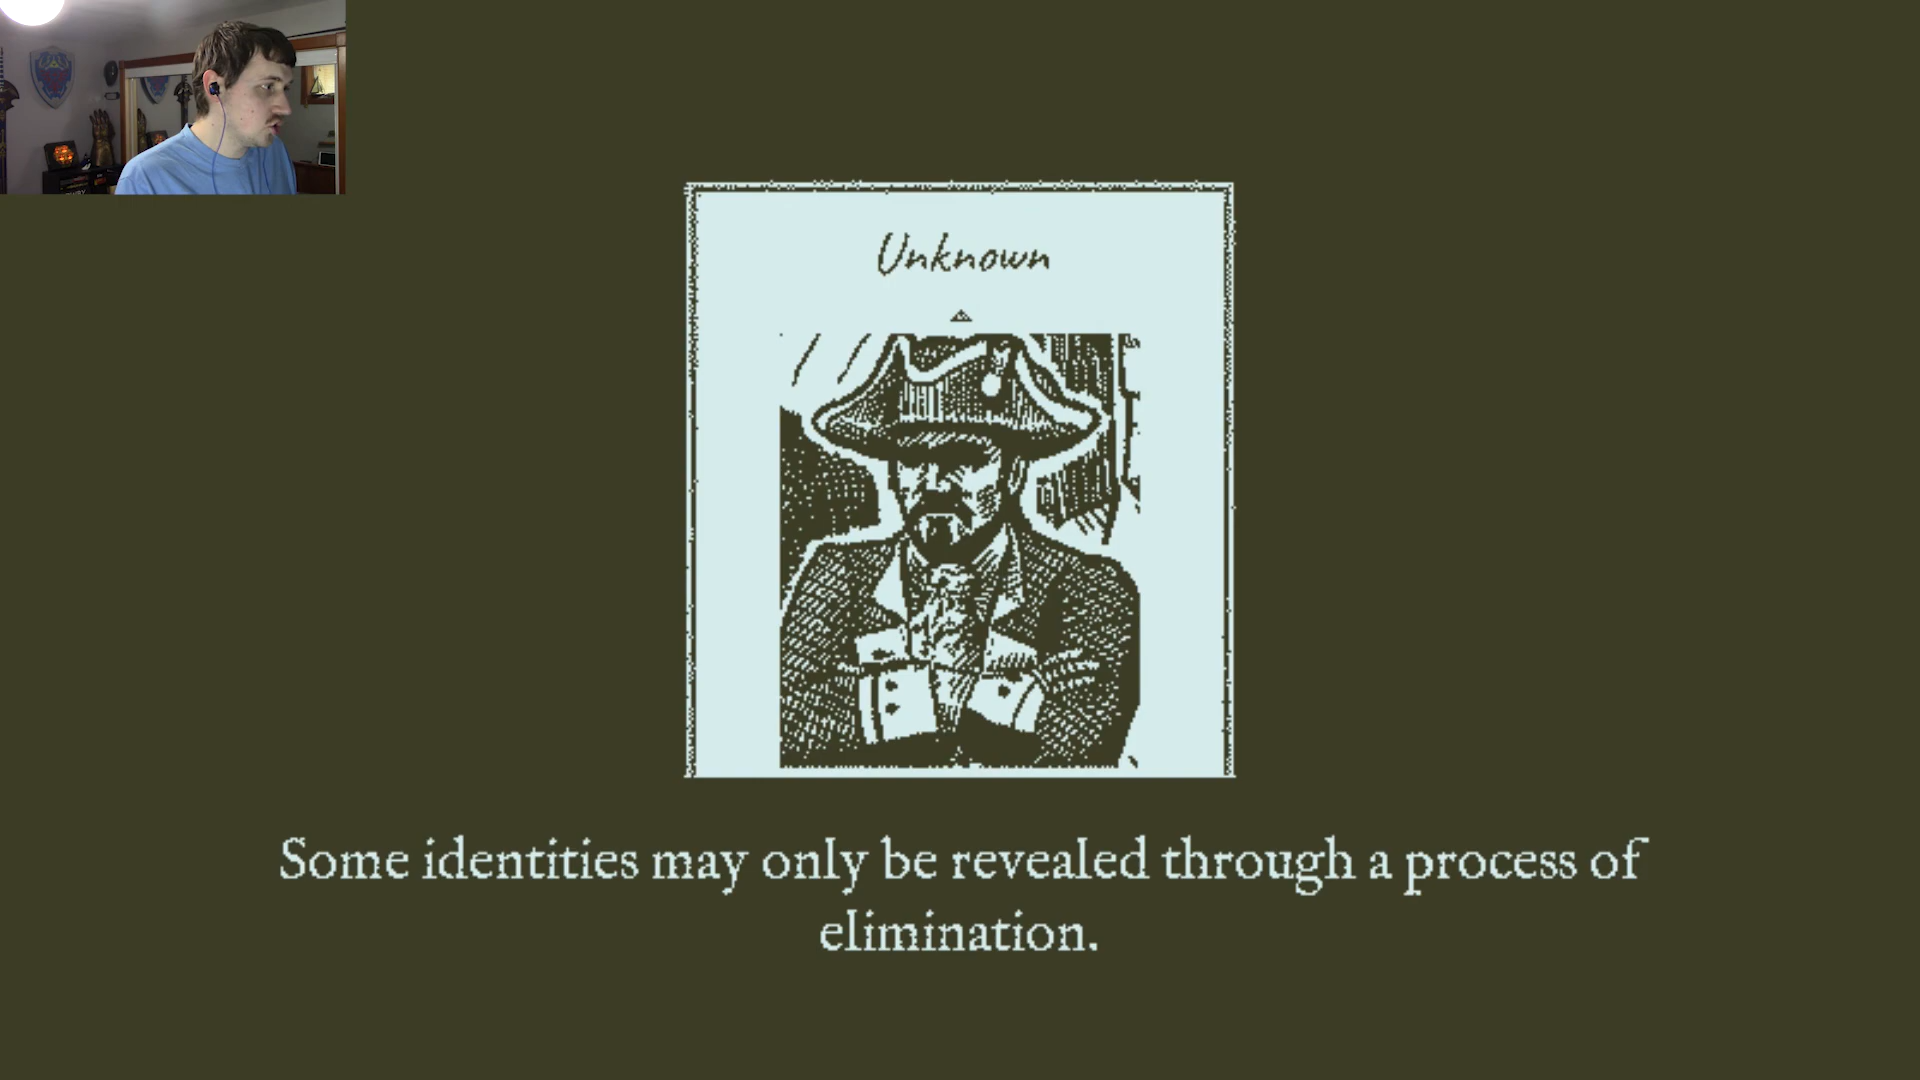 Unknown
Some identities may only be revealed through a process of
elimination.